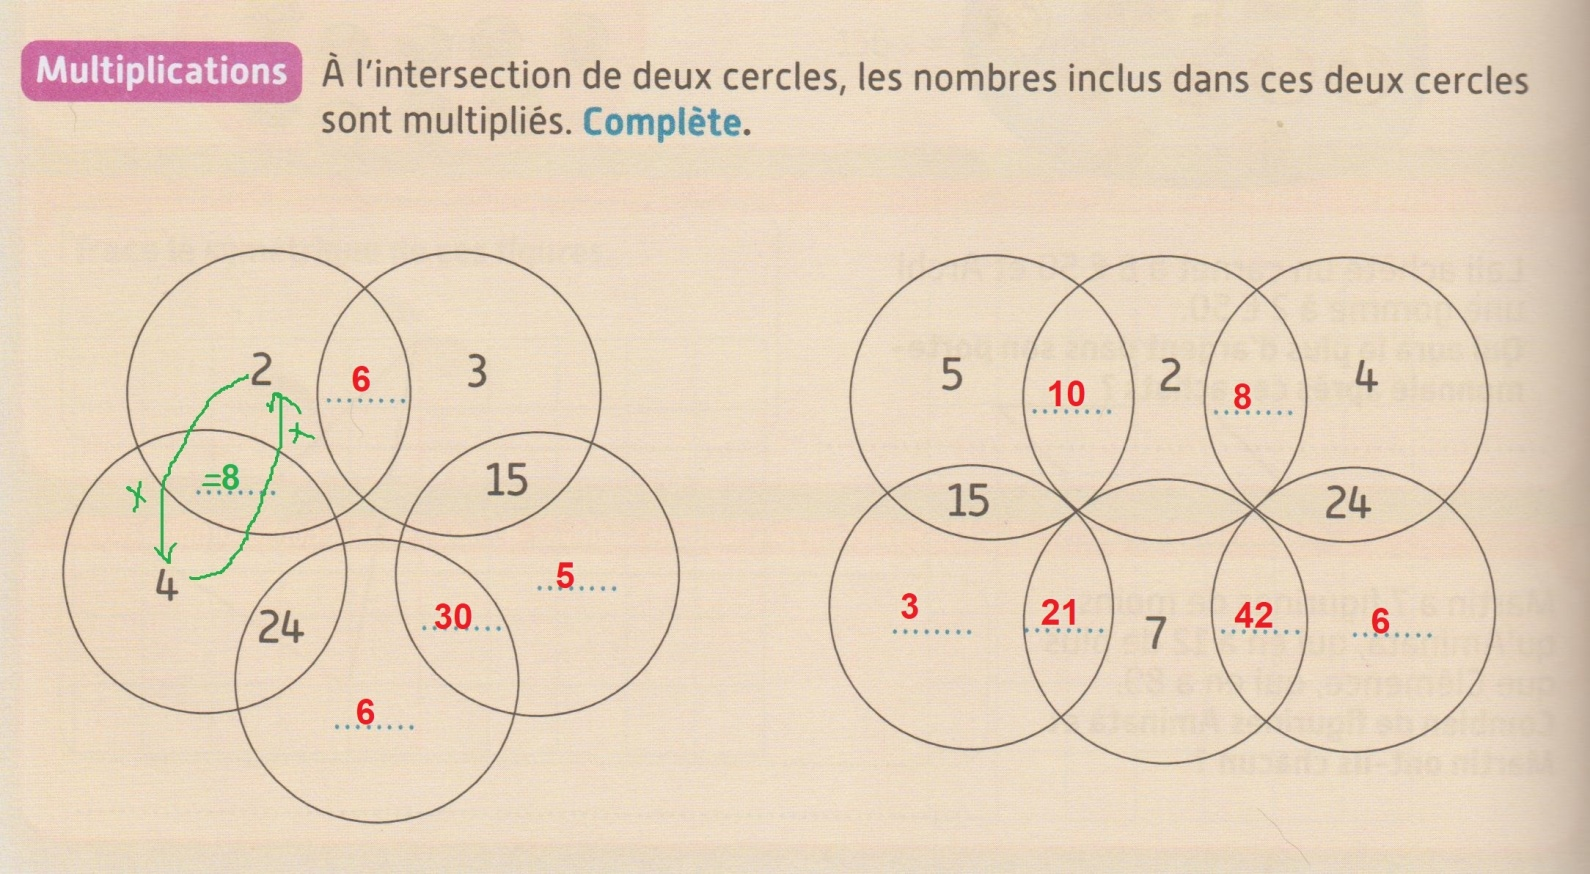 Multiplications À l'intersection de deux cercles, les nombres inclus dans ces deux cercles
sont multipliés. Complète.
2 6 3 5 10 2 8 4
x
=8 15 15 24
x
4 24 30 5 3 21 7 42 6
6